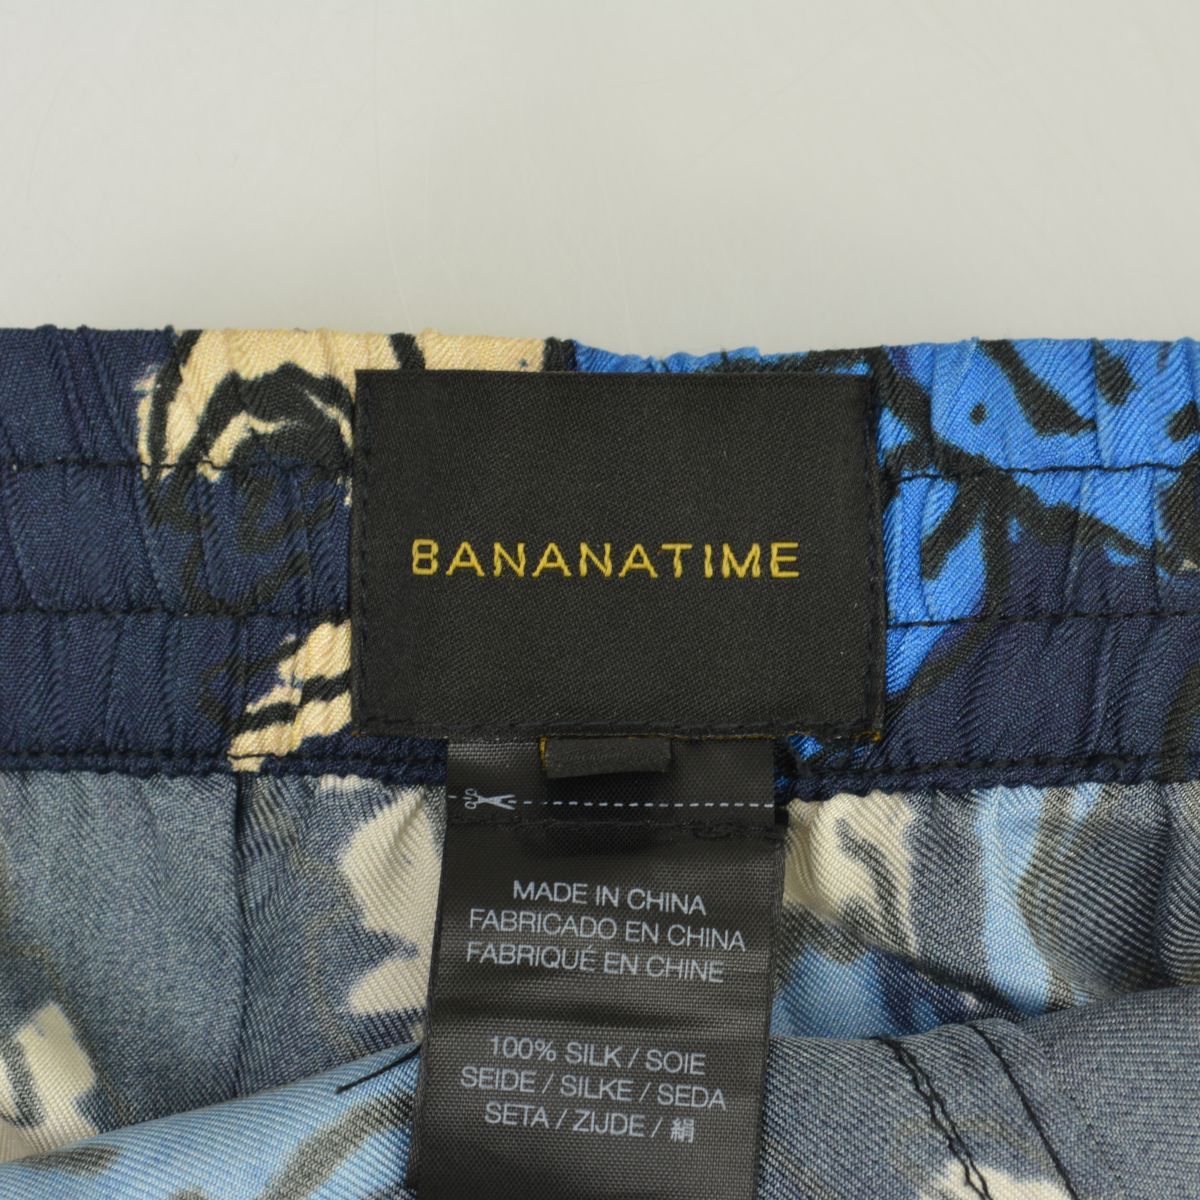 BANANATIME
MADE IN CHINA
FABRICADO EN CHINA
FABRIQUÉ EN CHINE
100% SILK / SOIE
SEIDE / SILKE / SEDA
SETA / ZIJDE / 絹